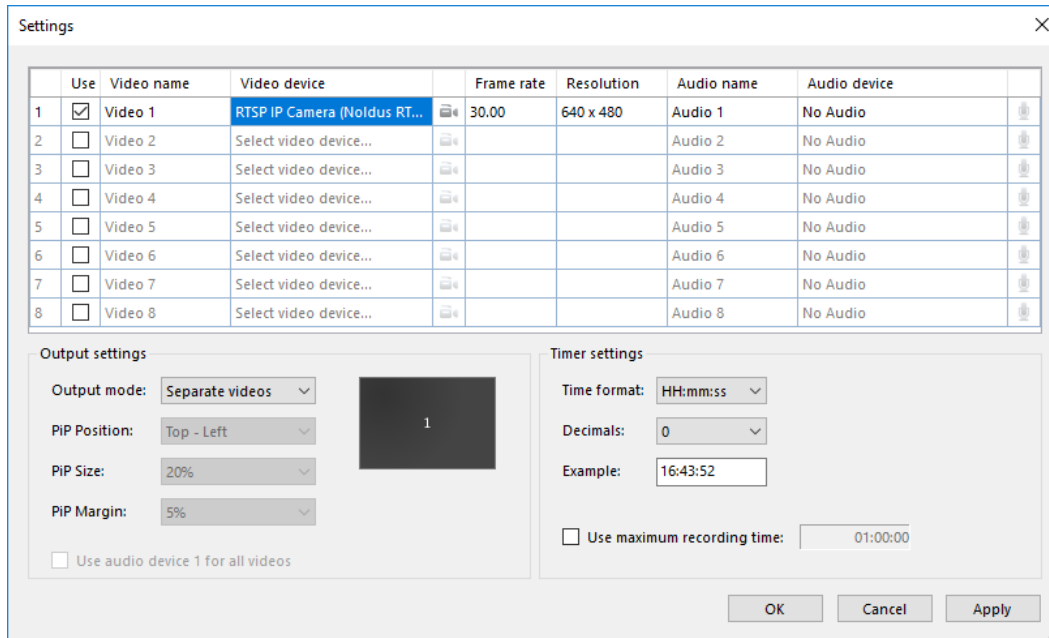 Settings
Use Video name Video device Frame rate Resolution Audio name Audio device
1 Video 1 RTSP IP Camera (Noldus RT... 30.00 640 x 480 Audio 1 No Audio
2 Video 2 Select video device... Audio 2 No Audio
3 Video 3 Select video device... Audio 3 No Audio
4 Video 4 Select video device... Audio 4 No Audio
5 Video 5 Select video device... Audio 5 No Audio
6 Video 6 Select video device... Audio 6 No Audio
7 Video 7 Select video device... Audio 7 No Audio
8 Video 8 Select video device... Audio 8 No Audio
Output settings
Output mode: Separate videos
PiP Position: Top - Left
PiP Size: 20%
PiP Margin: 5%
Use audio device 1 for all videos
1
Timer settings
Time format: HH:mm:ss
Decimals: 0
Example: 16:43:52
Use maximum recording time: 01:00:00
OK Cancel Apply